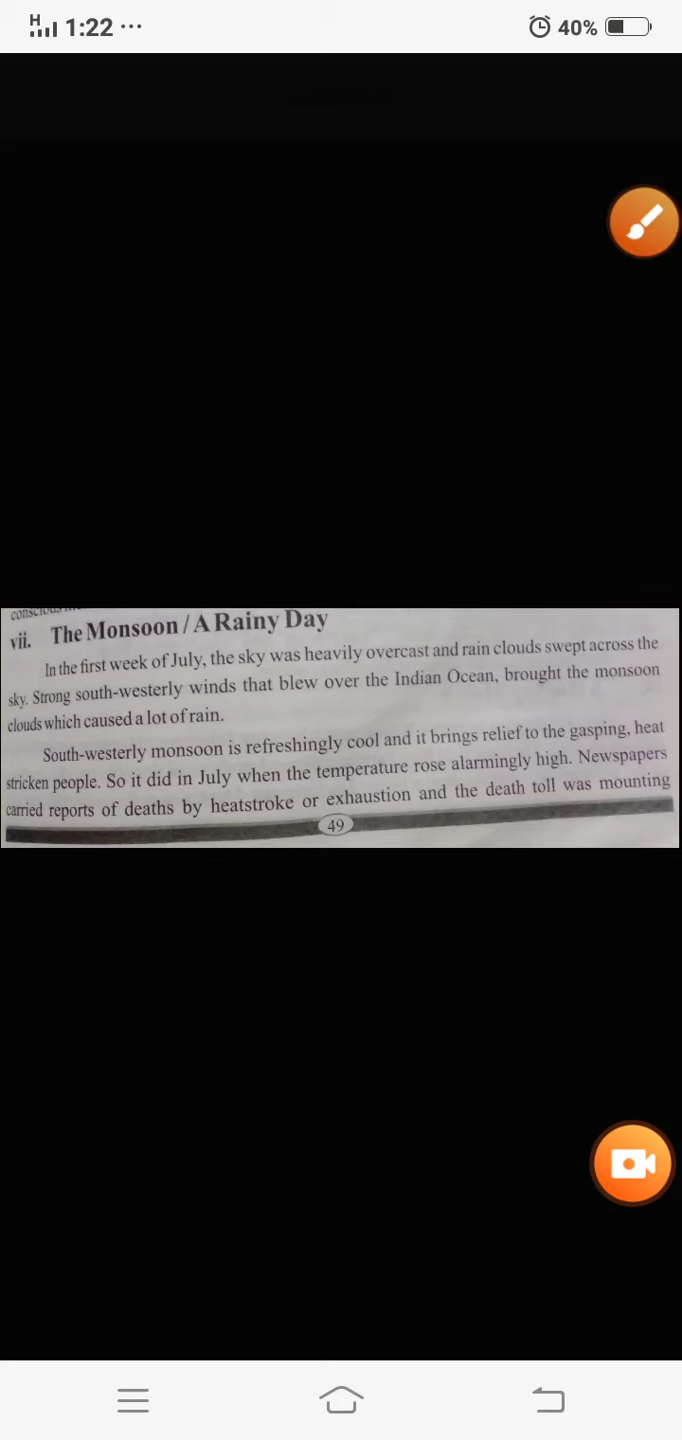 H 1:22 ...
40%
vii. The Monsoon / A Rainy Day
In the first week of July, the sky was heavily overcast and rain clouds swept across the
sky. Strong south-westerly winds that blew over the Indian Ocean, brought the monsoon
clouds which caused a lot of rain.
South-westerly monsoon is refreshingly cool and it brings relief to the gasping, heat
stricken people. So it did in July when the temperature rose alarmingly high. Newspapers
carried reports of deaths by heatstroke or exhaustion and the death toll was mounting
49